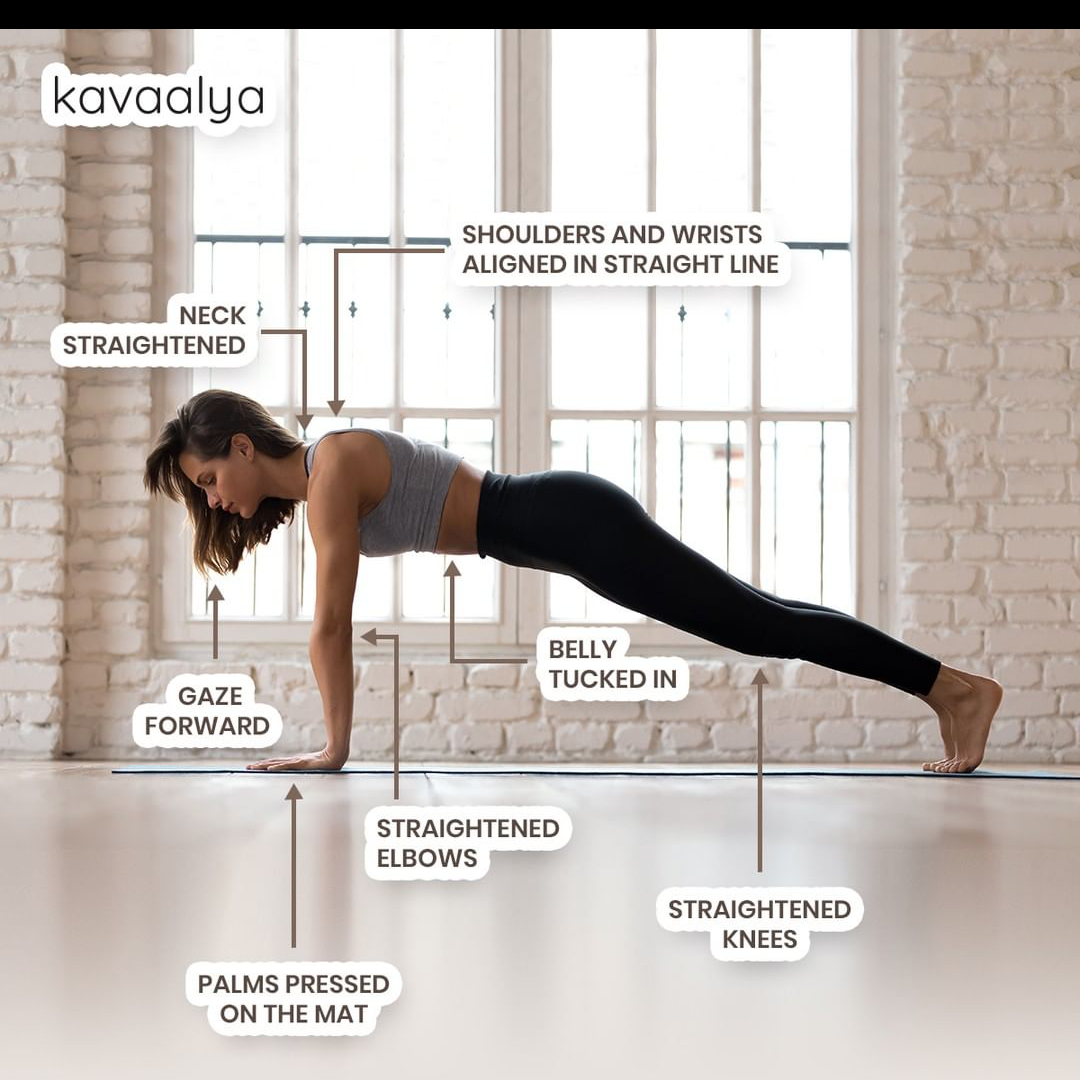 kavaalya
SHOULDERS AND WRISTS
ALIGNED IN STRAIGHT LINE
NECK
STRAIGHTENED
BELLY
TUCKED IN
GAZE
FORWARD
STRAIGHTENED
ELBOWS
STRAIGHTENED
KNEES
PALMS PRESSED
ON THE MAT